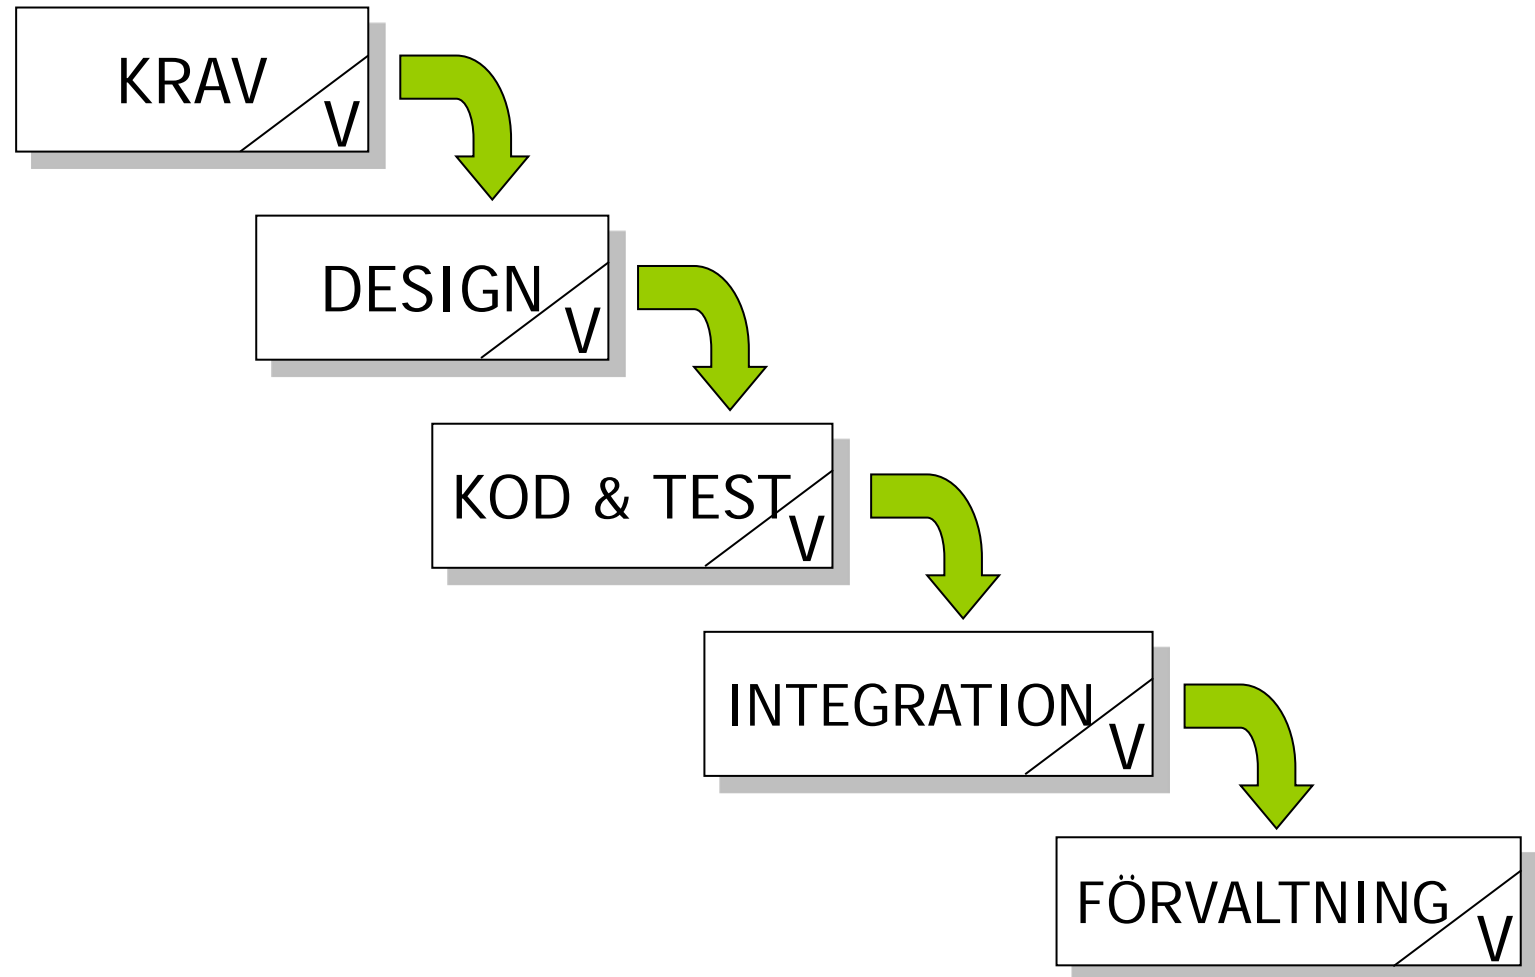 KRAV
V
DESIGN
V
KOD & TEST
V
INTEGRATION
V
FÖRVALTNING
V